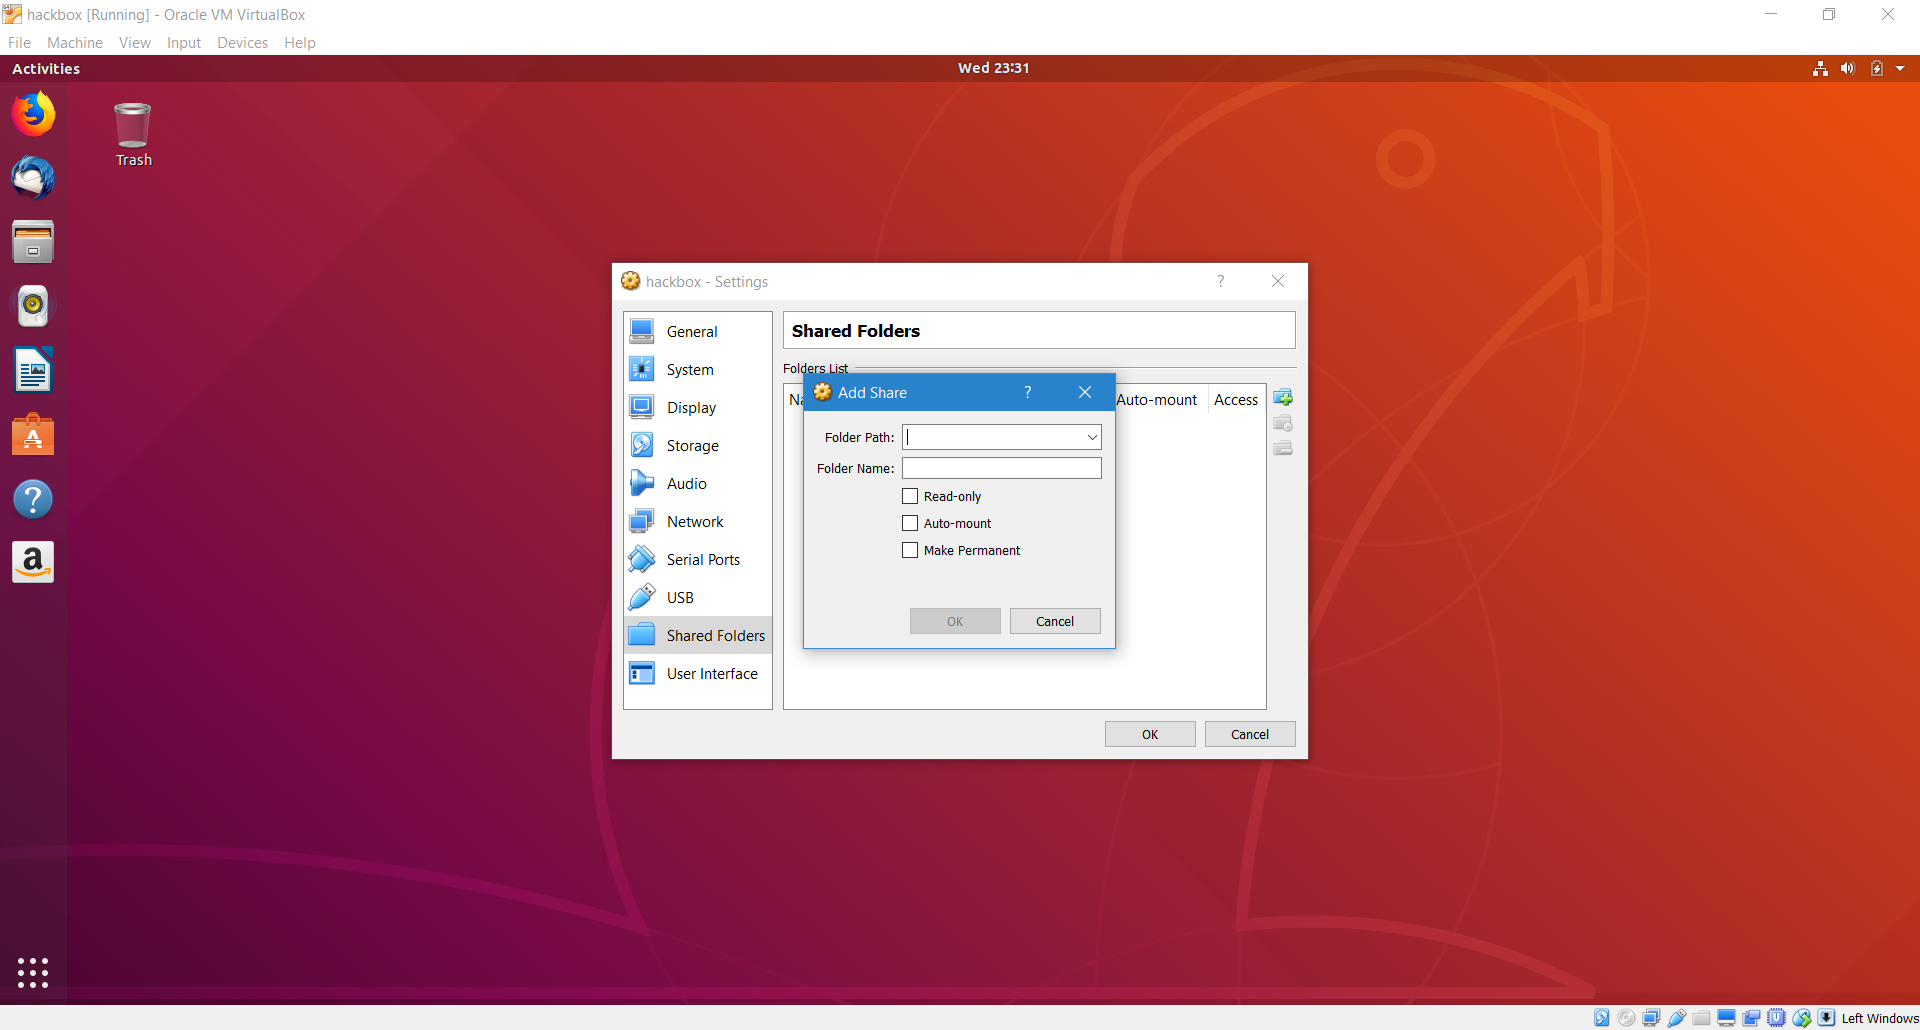 hackbox [Running] - Oracle VM VirtualBox
File Machine View Input Devices Help
Activities
Wed 23:31
Trash
hackbox - Settings
?
General
System
Display
Storage
Audio
Network
Serial Ports
USB
Shared Folders
User Interface
Shared Folders
Folders List
Na
Auto-mount
Access
Add Share
?
Folder Path:
Folder Name:
Read-only
Auto-mount
Make Permanent
OK
Cancel
OK
Cancel
A
?
a
Left Windows